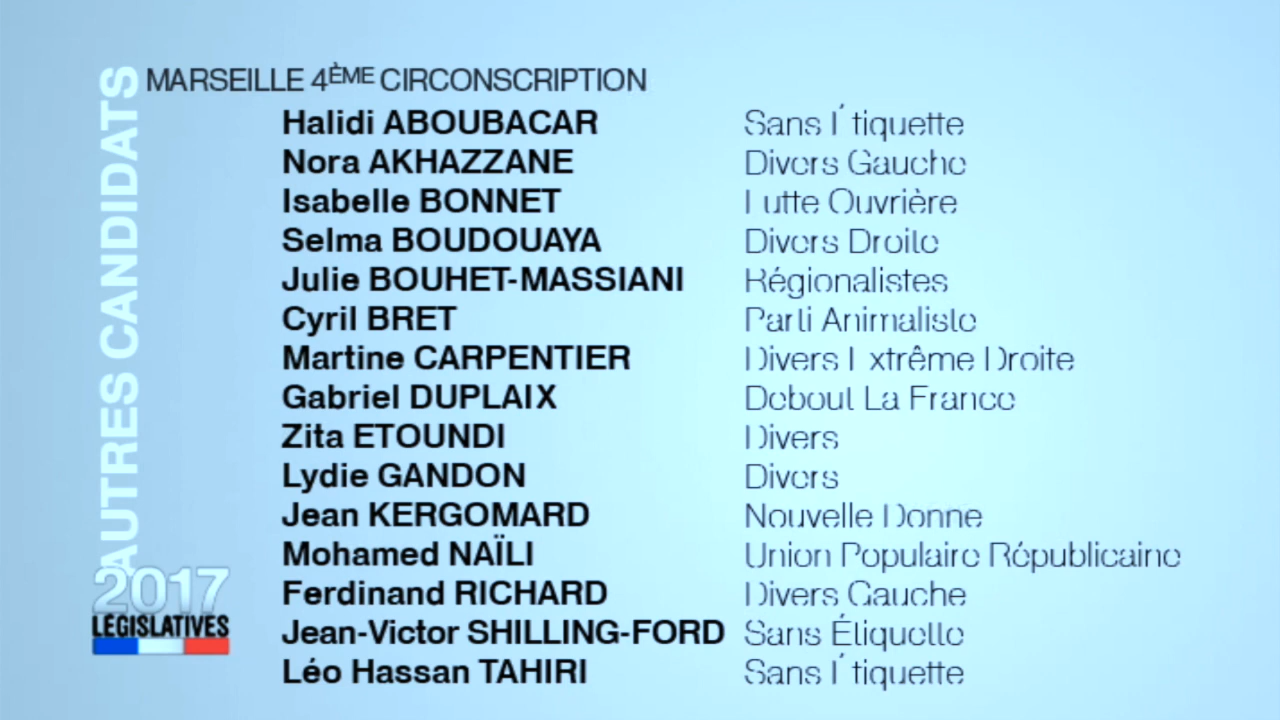 AUTRES CANDIDATS
MARSEILLE 4ÈME CIRCONSCRIPTION
Halidi ABOUBACAR Sans Étiquette
Nora AKHAZZANE Divers Gauche
Isabelle BONNET Lutte Ouvrière
Selma BOUDOUAYA Divers Droite
Julie BOUHET-MASSIANI Régionalistes
Cyril BRET Parti Animaliste
Martine CARPENTIER Divers Extrême Droite
Gabriel DUPLAIX Debout La France
Zita ETOUNDI Divers
Lydie GANDON Divers
Jean KERGOMARD Nouvelle Donne
Mohamed NAÏLI Union Populaire Républicaine
Ferdinand RICHARD Divers Gauche
Jean-Victor SHILLING-FORD Sans Étiquette
Léo Hassan TAHIRI Sans Étiquette
2017
LÉGISLATIVES